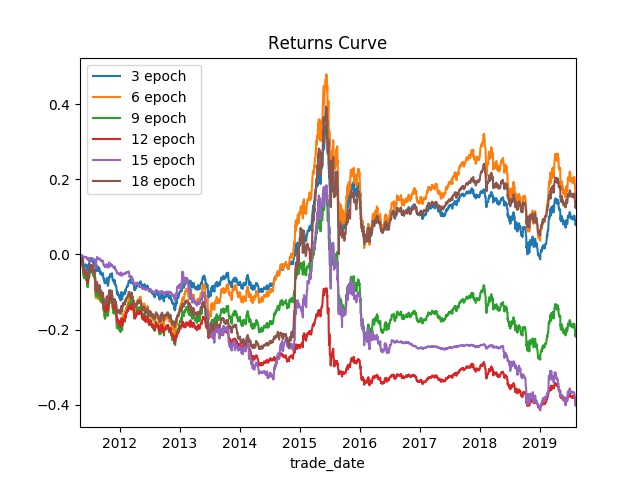 Returns Curve
3 epoch
6 epoch
9 epoch
12 epoch
15 epoch
18 epoch
0.4
0.2
0.0
−0.2
−0.4
2012 2013 2014 2015 2016 2017 2018 2019
trade_date